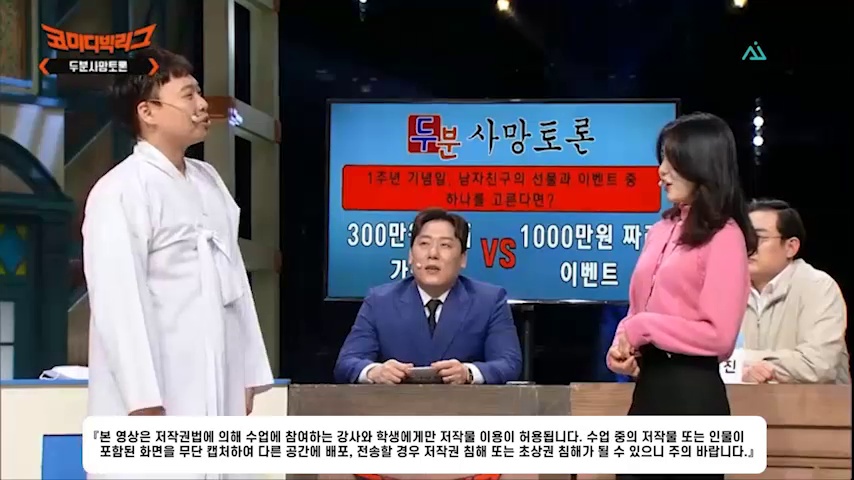 코미디빅리그
두분사망토론
두분 사망토론
1주년 기념일, 남자친구의 선물과 이벤트 중
하나를 고른다면?
300만원
VS
1000만원 짜리
이벤트
진
『본 영상은 저작권법에 의해 수업에 참여하는 강사와 학생에게만 저작물 이용이 허용됩니다. 수업 중의 저작물 또는 인물이
포함된 화면을 무단 캡처하여 다른 공간에 배포, 전송할 경우 저작권 침해 또는 초상권 침해가 될 수 있으니 주의 바랍니다.』